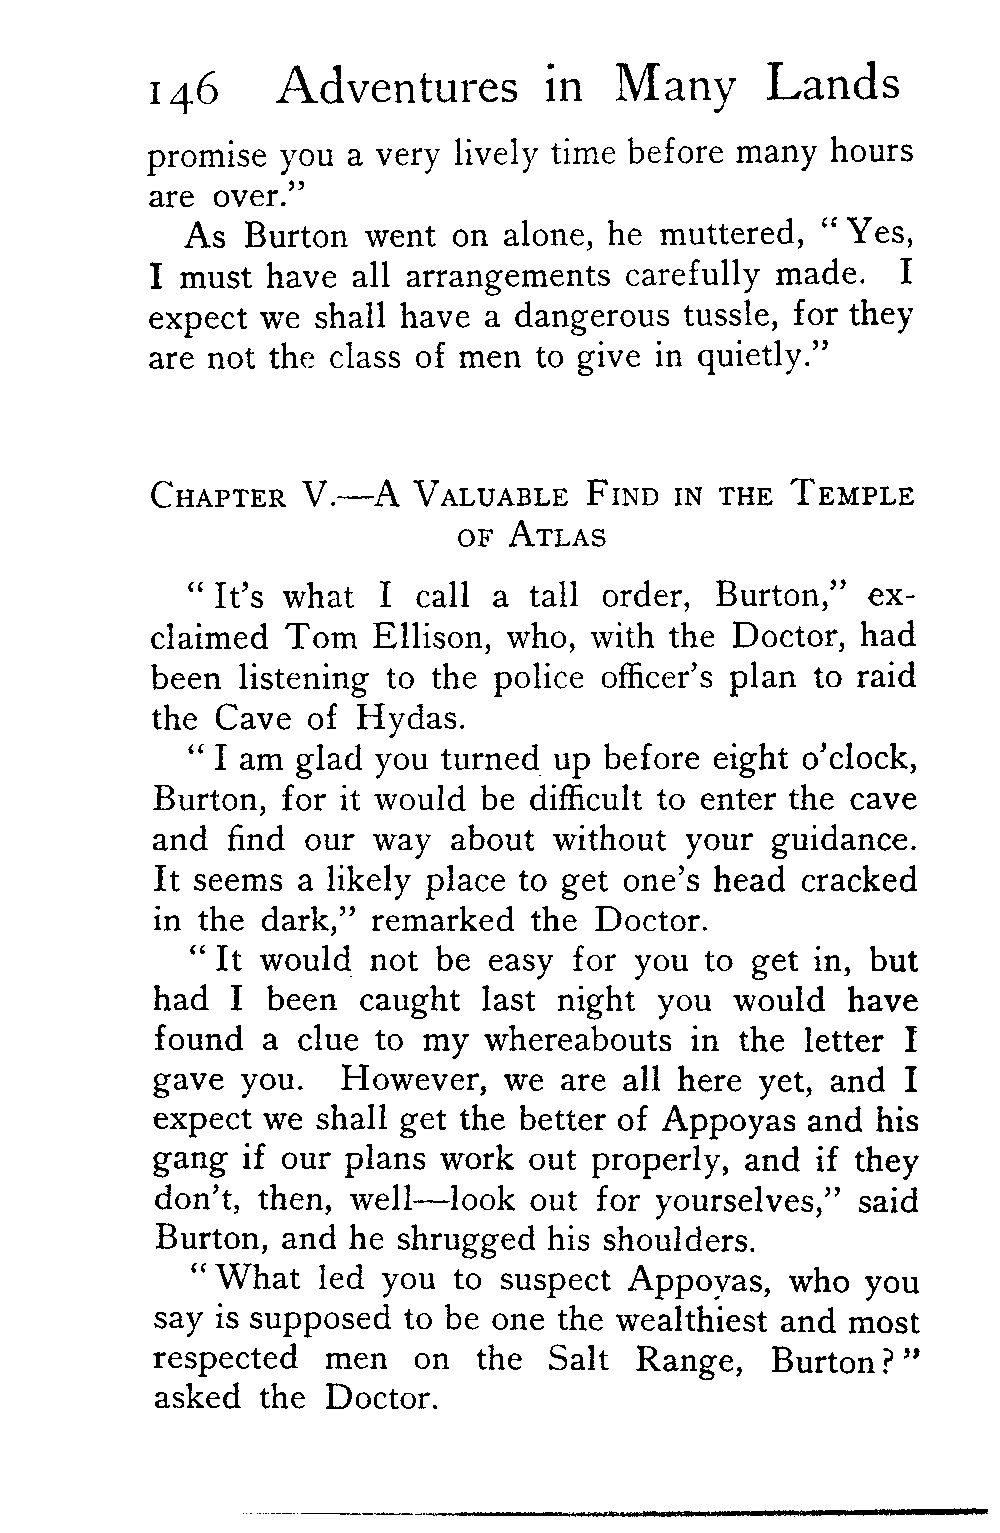 146 Adventures in Many Lands
promise you a very lively time before many hours
are over.”
As Burton went on alone, he muttered, “ Yes,
I must have all arrangements carefully made. I
expect we shall have a dangerous tussle, for they
are not the class of men to give in quietly.”
Chapter V.—A Valuable Find in the Temple
of Atlas
“ It’s what I call a tall order, Burton,” ex-
claimed Tom Ellison, who, with the Doctor, had
been listening to the police officer’s plan to raid
the Cave of Hydas.
“ I am glad you turned up before eight o’clock,
Burton, for it would be difficult to enter the cave
and find our way about without your guidance.
It seems a likely place to get one’s head cracked
in the dark,” remarked the Doctor.
“ It would not be easy for you to get in, but
had I been caught last night you would have
found a clue to my whereabouts in the letter I
gave you. However, we are all here yet, and I
expect we shall get the better of Appoyas and his
gang if our plans work out properly, and if they
don’t, then, well—look out for yourselves,” said
Burton, and he shrugged his shoulders.
“ What led you to suspect Appoyas, who you
say is supposed to be one the wealthiest and most
respected men on the Salt Range, Burton ? ”
asked the Doctor.